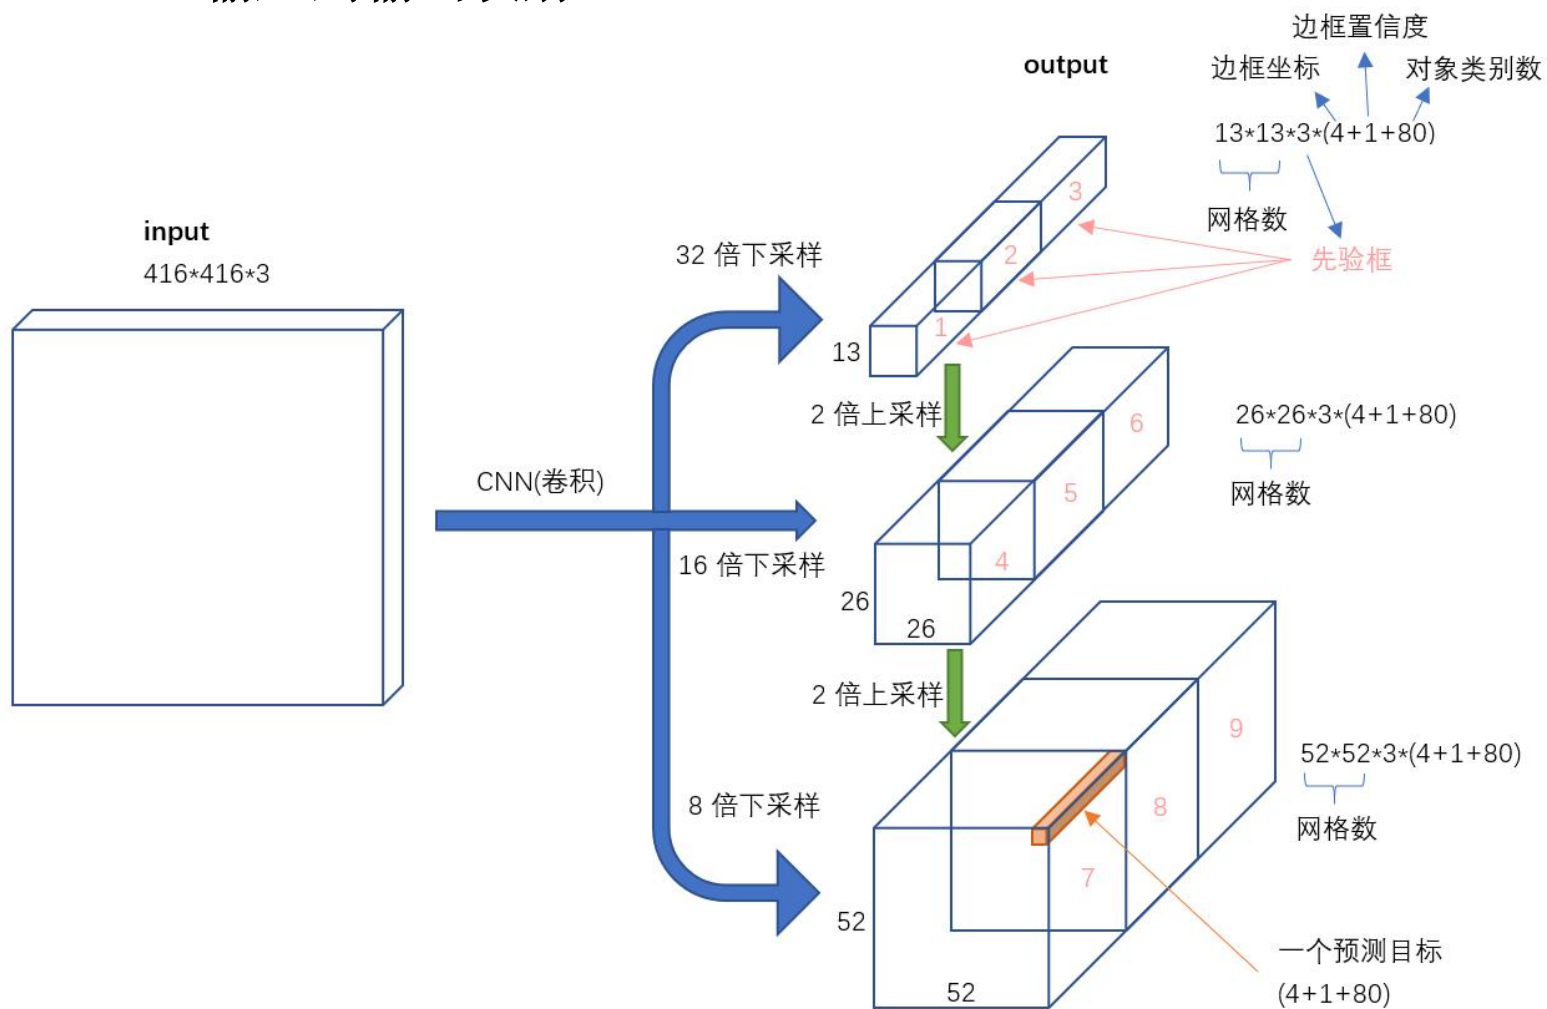 output
边框置信度
边框坐标
对象类别数
13*13*3*(4+1+80)
网格数
先验框
input
416*416*3
32 倍下采样
3
2
1
13
2 倍上采样
CNN(卷积)
16 倍下采样
6
5
4
26
26
26*26*3*(4+1+80)
网格数
2 倍上采样
8 倍下采样
9
8
7
52
52
52*52*3*(4+1+80)
网格数
一个预测目标
(4+1+80)